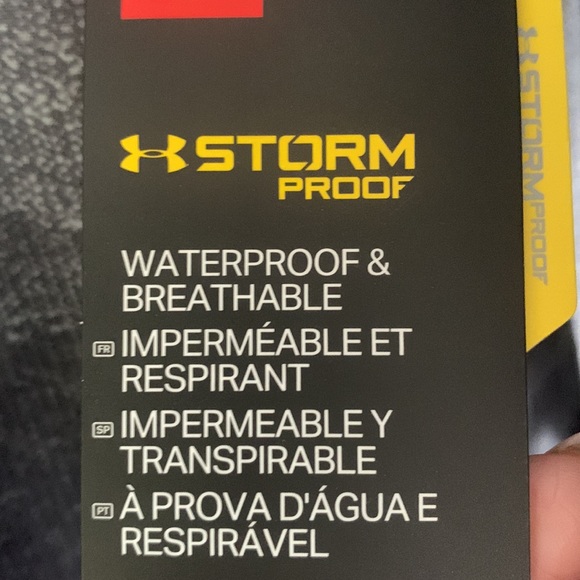 STORM
PROOF
WATERPROOF &
BREATHABLE
FR IMPERMÉABLE ET
RESPIRANT
SP IMPERMEABLE Y
TRANSPIRABLE
PT À PROVA D'ÁGUA E
RESPIRÁVEL
STORMPROOF